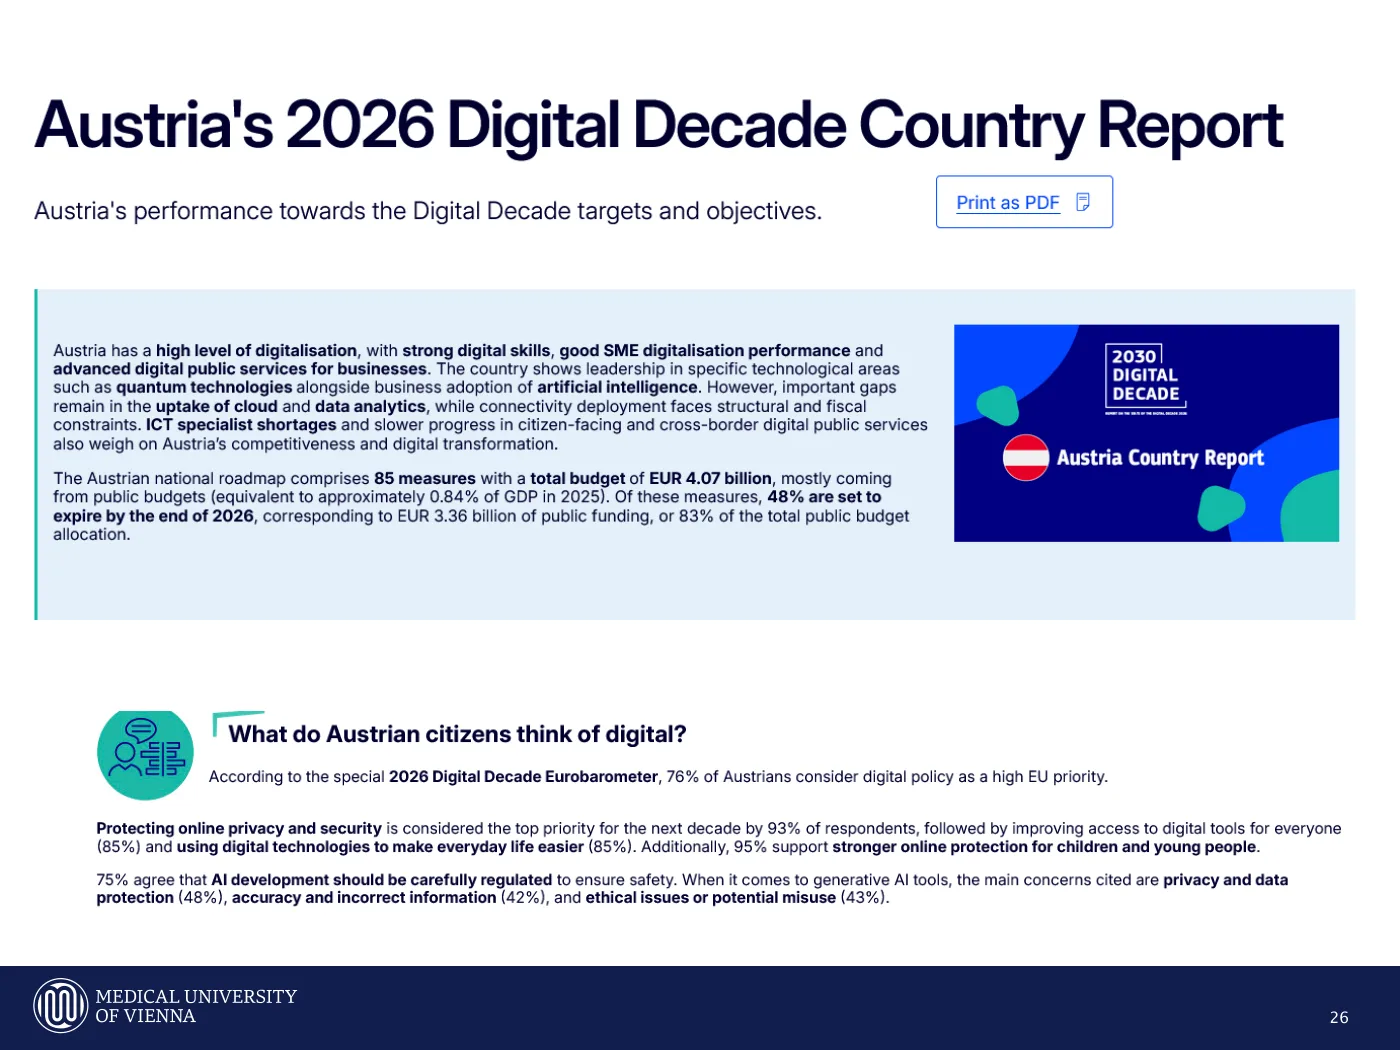 Austria's 2026 Digital Decade Country Report
Austria's performance towards the Digital Decade targets and objectives.
Print as PDF
Austria has a high level of digitalisation, with strong digital skills, good SME digitalisation performance and
advanced digital public services for businesses. The country shows leadership in specific technological areas
such as quantum technologies alongside business adoption of artificial intelligence. However, important gaps
remain in the uptake of cloud and data analytics, while connectivity deployment faces structural and fiscal
constraints. ICT specialist shortages and slower progress in citizen-facing and cross-border digital public services
also weigh on Austria’s competitiveness and digital transformation.
The Austrian national roadmap comprises 85 measures with a total budget of EUR 4.07 billion, mostly coming
from public budgets (equivalent to approximately 0.84% of GDP in 2025). Of these measures, 48% are set to
expire by the end of 2026, corresponding to EUR 3.36 billion of public funding, or 83% of the total public budget
allocation.
2030
DIGITAL
DECADE
REPORT ON THE STATE OF THE DIGITAL DECADE 2026
Austria Country Report
What do Austrian citizens think of digital?
According to the special 2026 Digital Decade Eurobarometer, 76% of Austrians consider digital policy as a high EU priority.
Protecting online privacy and security is considered the top priority for the next decade by 93% of respondents, followed by improving access to digital tools for everyone
(85%) and using digital technologies to make everyday life easier (85%). Additionally, 95% support stronger online protection for children and young people.
75% agree that AI development should be carefully regulated to ensure safety. When it comes to generative AI tools, the main concerns cited are privacy and data
protection (48%), accuracy and incorrect information (42%), and ethical issues or potential misuse (43%).
MEDICAL UNIVERSITY
OF VIENNA
26